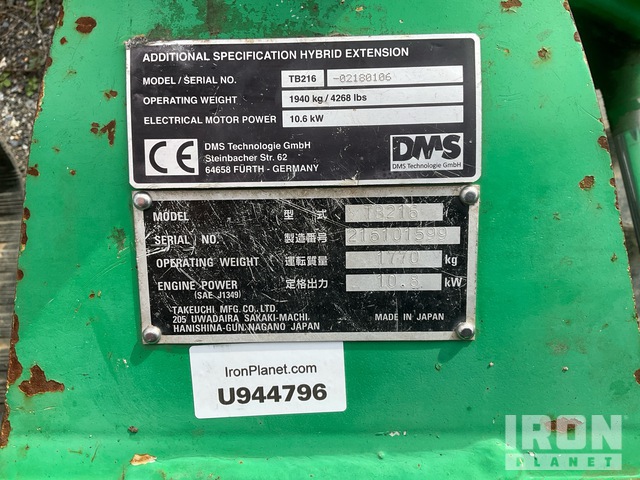 ADDITIONAL SPECIFICATION HYBRID EXTENSION
MODEL / SERIAL NO. TB216 -02180106
OPERATING WEIGHT 1940 kg / 4268 lbs
ELECTRICAL MOTOR POWER 10.6 kW
CE DMS Technologie GmbH
Steinbacher Str. 62
64658 FÜRTH - GERMANY
DMS
DMS Technologie GmbH
MODEL 型式 TB216
SERIAL NO. 製造番号 216101599
OPERATING WEIGHT 運転質量 1770 kg
ENGINE POWER 定格出力 10.8 kW
(SAE J1349)
TAKEUCHI MFG.CO.,LTD.
205 UWADAIRA SAKAKI-MACHI, MADE IN JAPAN
HANISHINA-GUN,NAGANO JAPAN
IronPlanet.com
U944796
IRON
PLANET